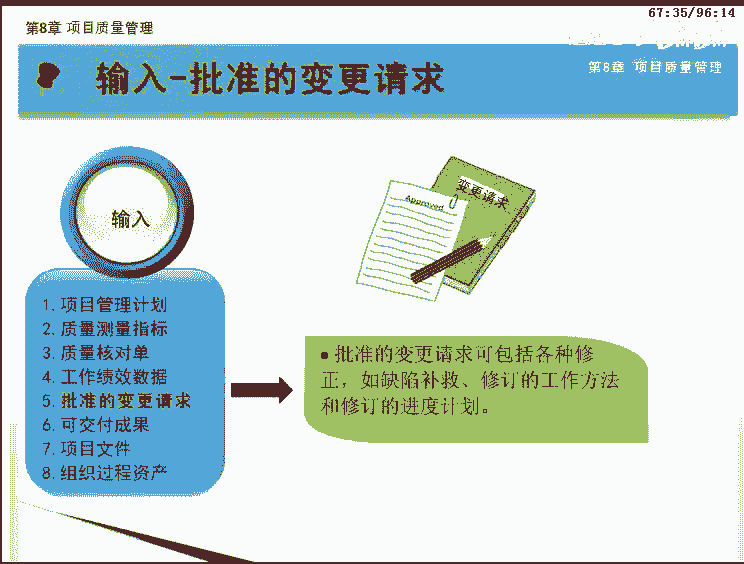 67:35/96:14
第8章 项目质量管理
输入-批准的变更请求
第8章 项目质量管理
输入
变更请求
Approved
1. 项目管理计划
2. 质量测量指标
3. 质量核对单
4. 工作绩效数据
5. 批准的变更请求
6. 可交付成果
7. 项目文件
8. 组织过程资产
●批准的变更请求可包括各种修
正，如缺陷补救、修订的工作方法
和修订的进度计划。